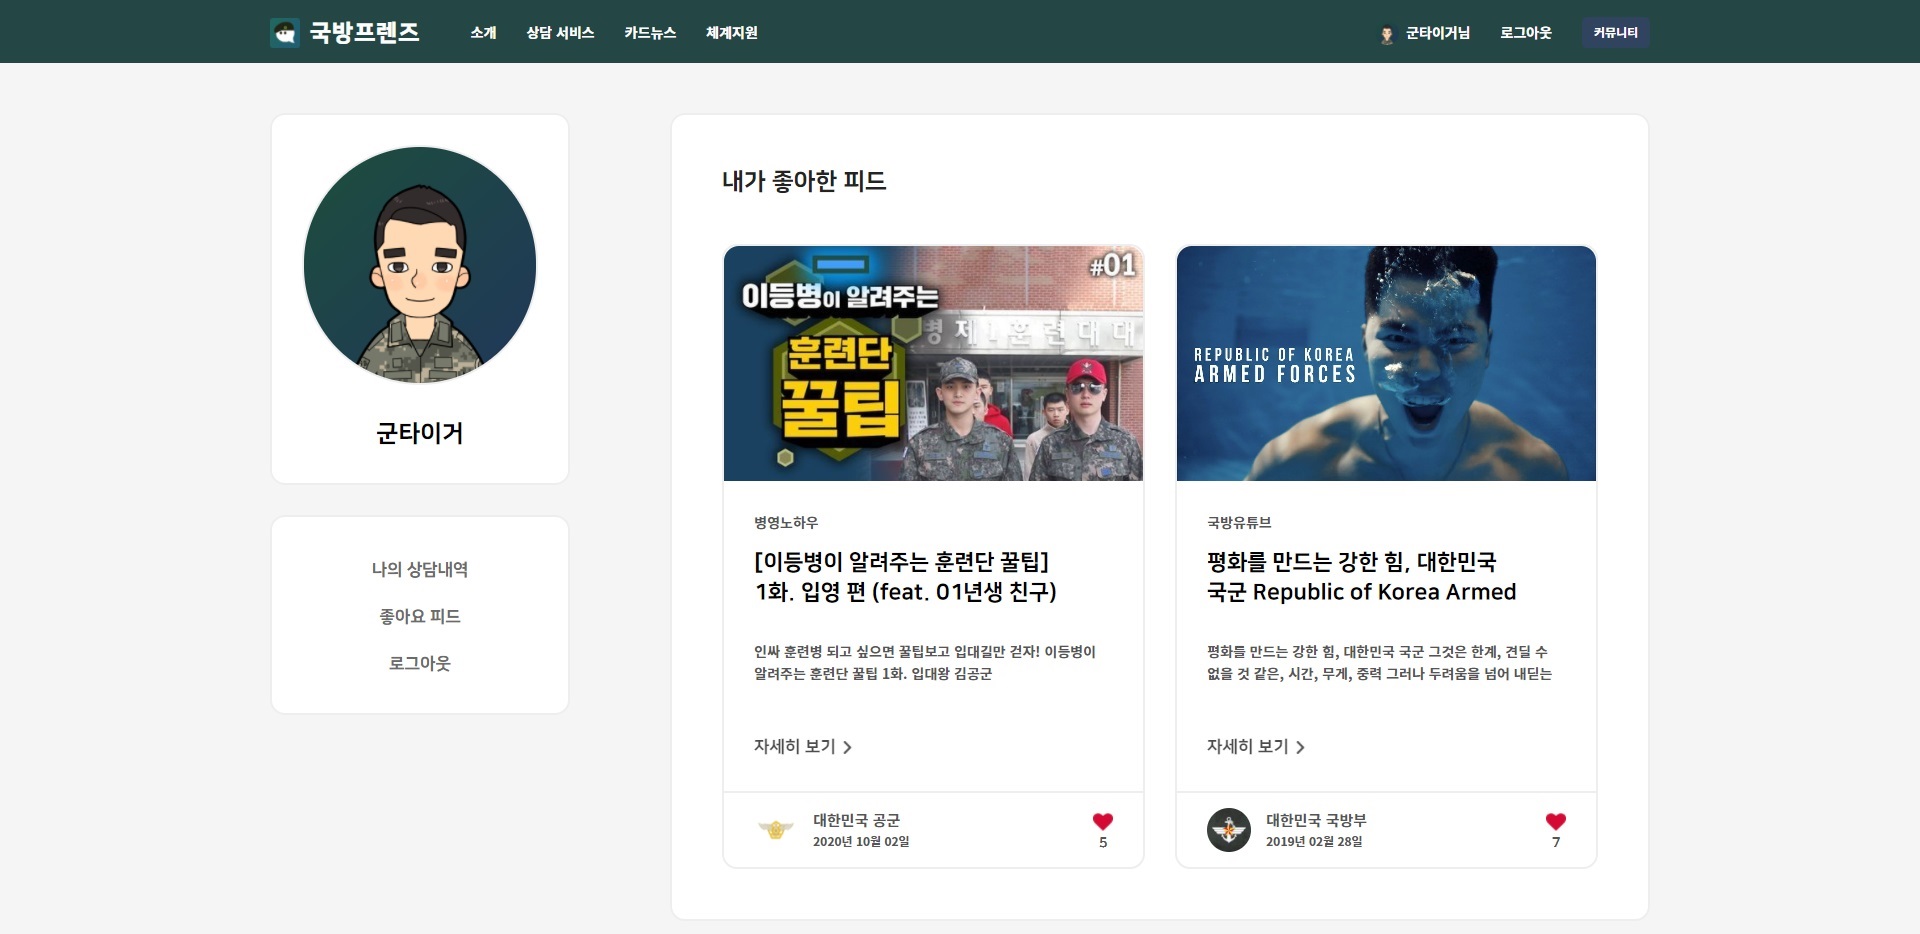 국방프렌즈
소개
상담 서비스
카드뉴스
체계지원
군타이거님
로그아웃
커뮤니티
군타이거
나의 상담내역
좋아요 피드
로그아웃
내가 좋아한 피드
#01
이등병이 알려주는
훈련단
꿀팁
병 제1훈련대대
병영노하우
[이등병이 알려주는 훈련단 꿀팁]
1화. 입영 편 (feat. 01년생 친구)
인싸 훈련병 되고 싶으면 꿀팁보고 입대길만 걷자! 이등병이
알려주는 훈련단 꿀팁 1화. 입대왕 김공군
자세히 보기
대한민국 공군
2020년 10월 02일
5
REPUBLIC OF KOREA
ARMED FORCES
국방유튜브
평화를 만드는 강한 힘, 대한민국
국군 Republic of Korea Armed
평화를 만드는 강한 힘, 대한민국 국군 그것은 한계, 견딜 수
없을 것 같은, 시간, 무게, 중력 그러나 두려움을 넘어 내딛는
자세히 보기
대한민국 국방부
2019년 02월 28일
7